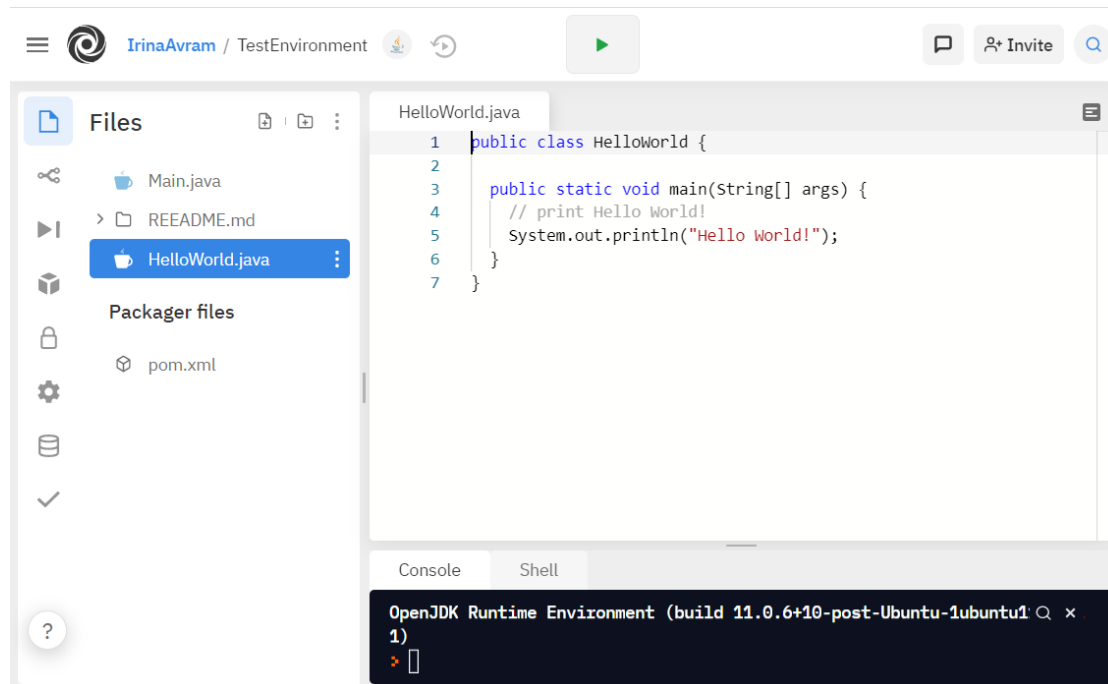 IrinaAvram / TestEnvironment
Invite
Files
Main.java
REEADME.md
HelloWorld.java
Packager files
pom.xml
?
HelloWorld.java
1 public class HelloWorld {
2
3 public static void main(String[] args) {
4 // print Hello World!
5 System.out.println("Hello World!");
6 }
7 }
Console Shell
OpenJDK Runtime Environment (build 11.0.6+10-post-Ubuntu-1ubuntu1
1)
>